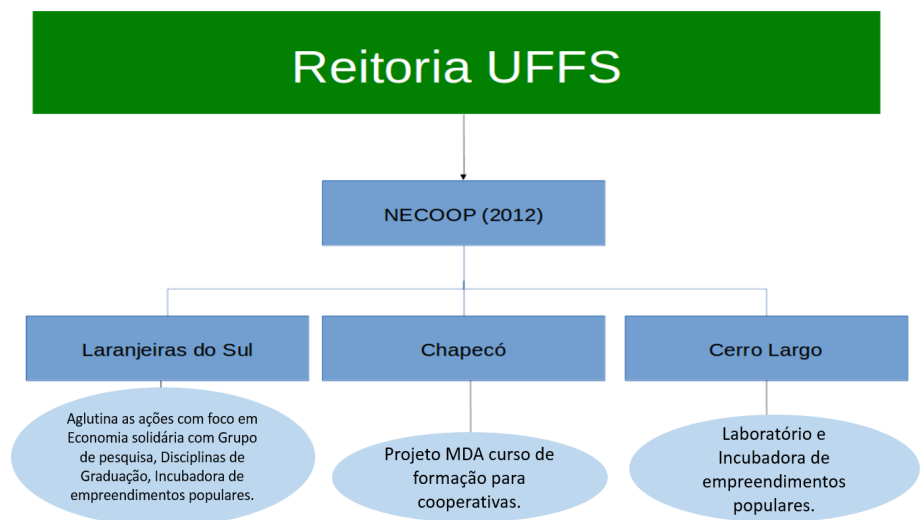 Reitoria UFFS
NECOOP (2012)
Laranjeiras do Sul
Chapecó
Cerro Largo
Aglutina as ações com foco em
Economia solidária com Grupo
de pesquisa, Disciplinas de
Graduação, Incubadora de
empreendimentos populares.
Projeto MDA curso de
formação para
cooperativas.
Laboratório e
Incubadora de
empreendimentos
populares.